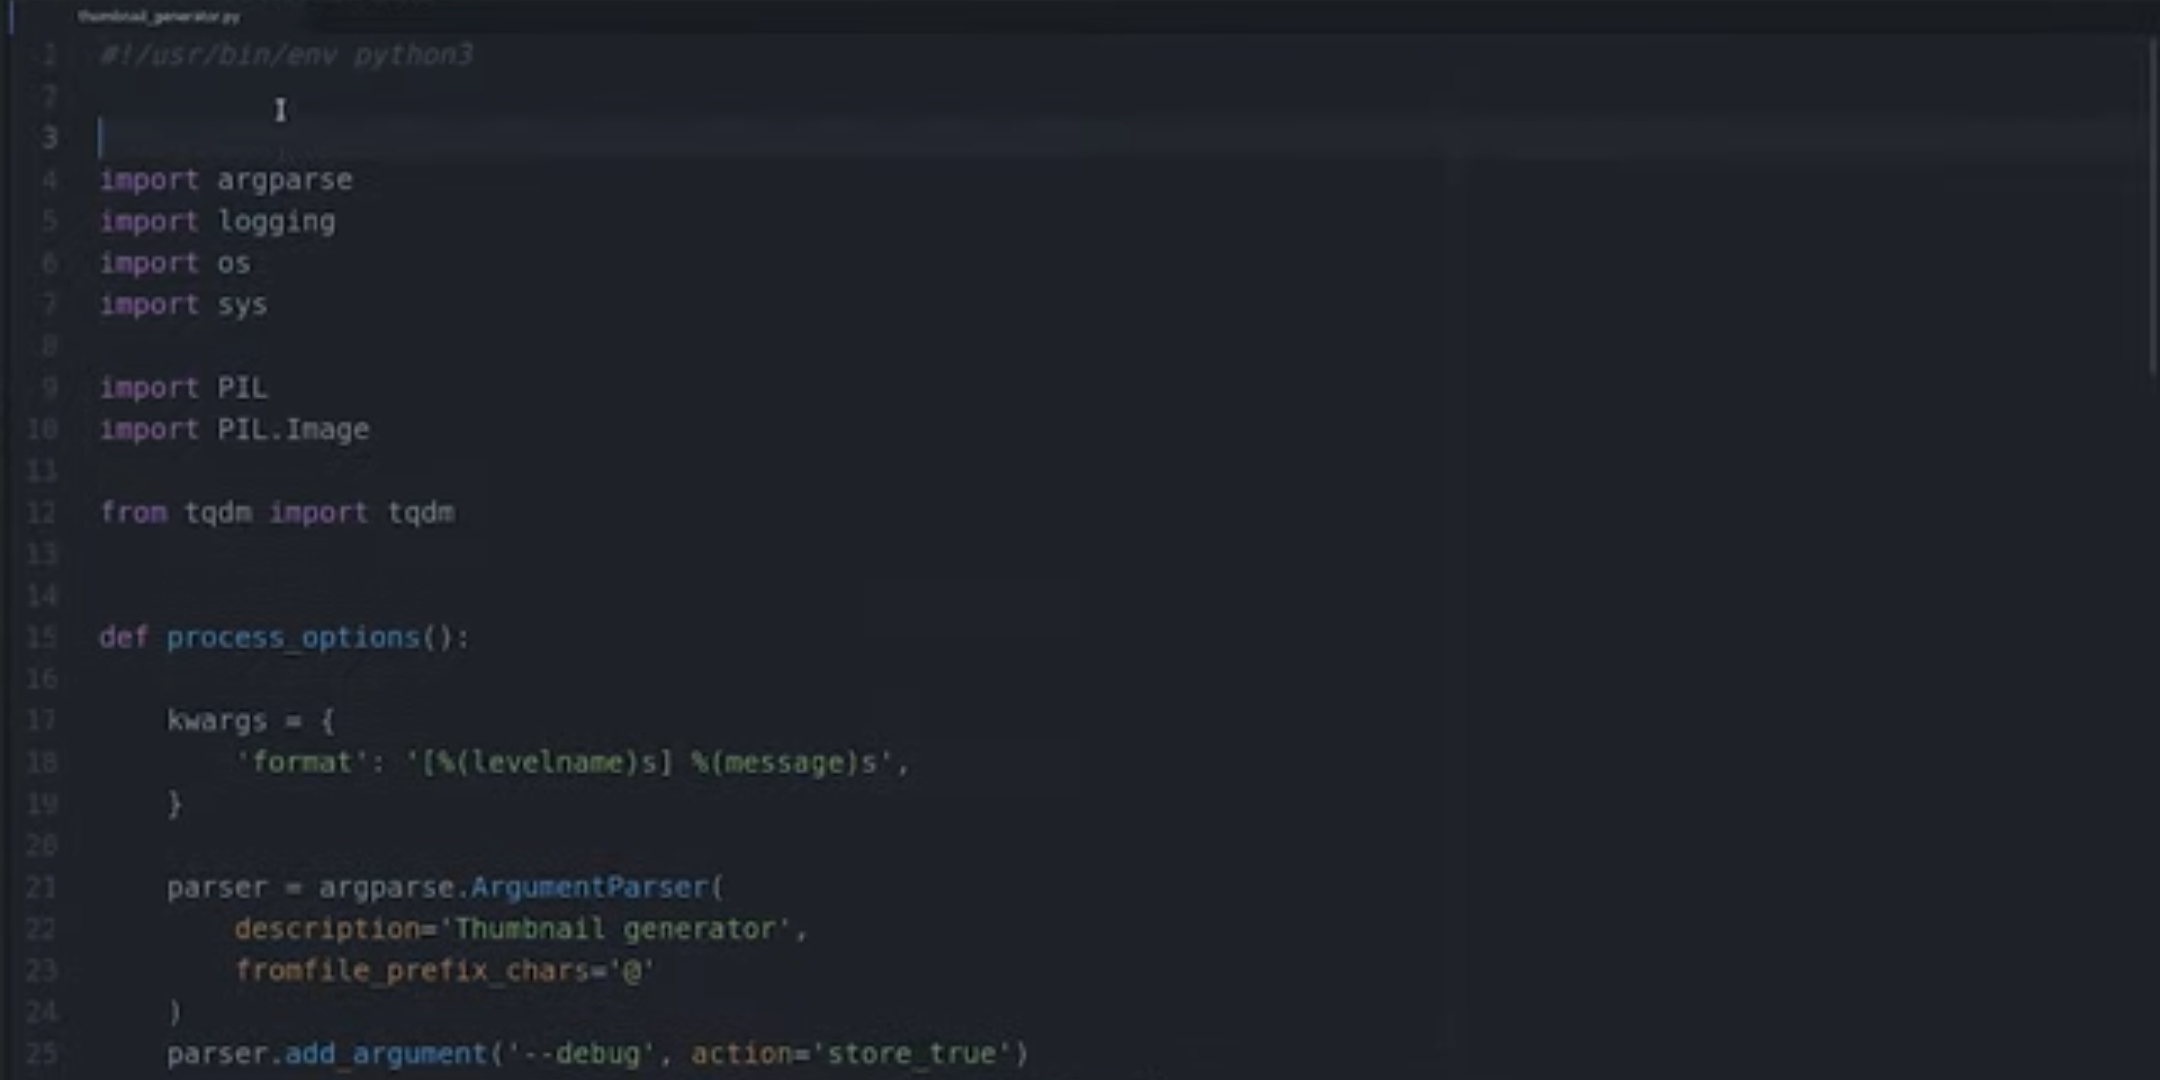 thumbnail_generator.py
1 #!/usr/bin/env python3
2
3
4 import argparse
5 import logging
6 import os
7 import sys
8
9 import PIL
10 import PIL.Image
11
12 from tqdm import tqdm
13
14
15 def process_options():
16
17     kwargs = {
18         'format': '[%(levelname)s] %(message)s',
19     }
20
21     parser = argparse.ArgumentParser(
22         description='Thumbnail generator',
23         fromfile_prefix_chars='@'
24     )
25     parser.add_argument('--debug', action='store_true')